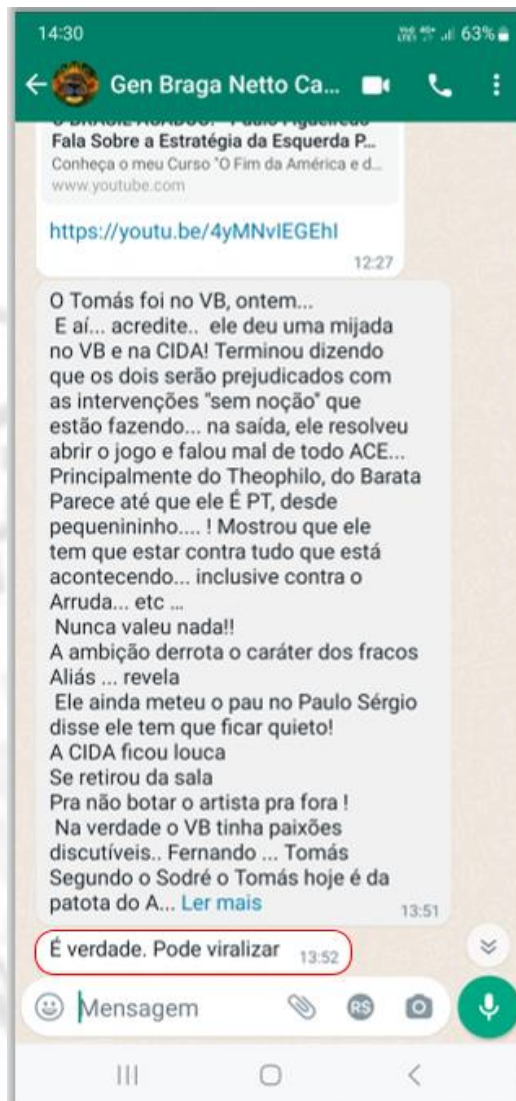 14:30
63%
Gen Braga Netto Ca...
Fala Sobre a Estratégia da Esquerda P...
Conheça o meu Curso "O Fim da América e d...
www.youtube.com
https://youtu.be/4yMNvIEGEhI
12:27
O Tomás foi no VB, ontem...
E aí... acredite.. ele deu uma mijada
no VB e na CIDA! Terminou dizendo
que os dois serão prejudicados com
as intervenções "sem noção" que
estão fazendo... na saída, ele resolveu
abrir o jogo e falou mal de todo ACE...
Principalmente do Theophilo, do Barata
Parece até que ele É PT, desde
pequenininho.... ! Mostrou que ele
tem que estar contra tudo que está
acontecendo... inclusive contra o
Arruda... etc ...
Nunca valeu nada!!
A ambição derrota o caráter dos fracos
Aliás ... revela
Ele ainda meteu o pau no Paulo Sérgio
disse ele tem que ficar quieto!
A CIDA ficou louca
Se retirou da sala
Pra não botar o artista pra fora !
Na verdade o VB tinha paixões
discutíveis.. Fernando ... Tomás
Segundo o Sodré o Tomás hoje é da
patota do A... Ler mais
13:51
É verdade. Pode viralizar 13:52
Mensagem
RS